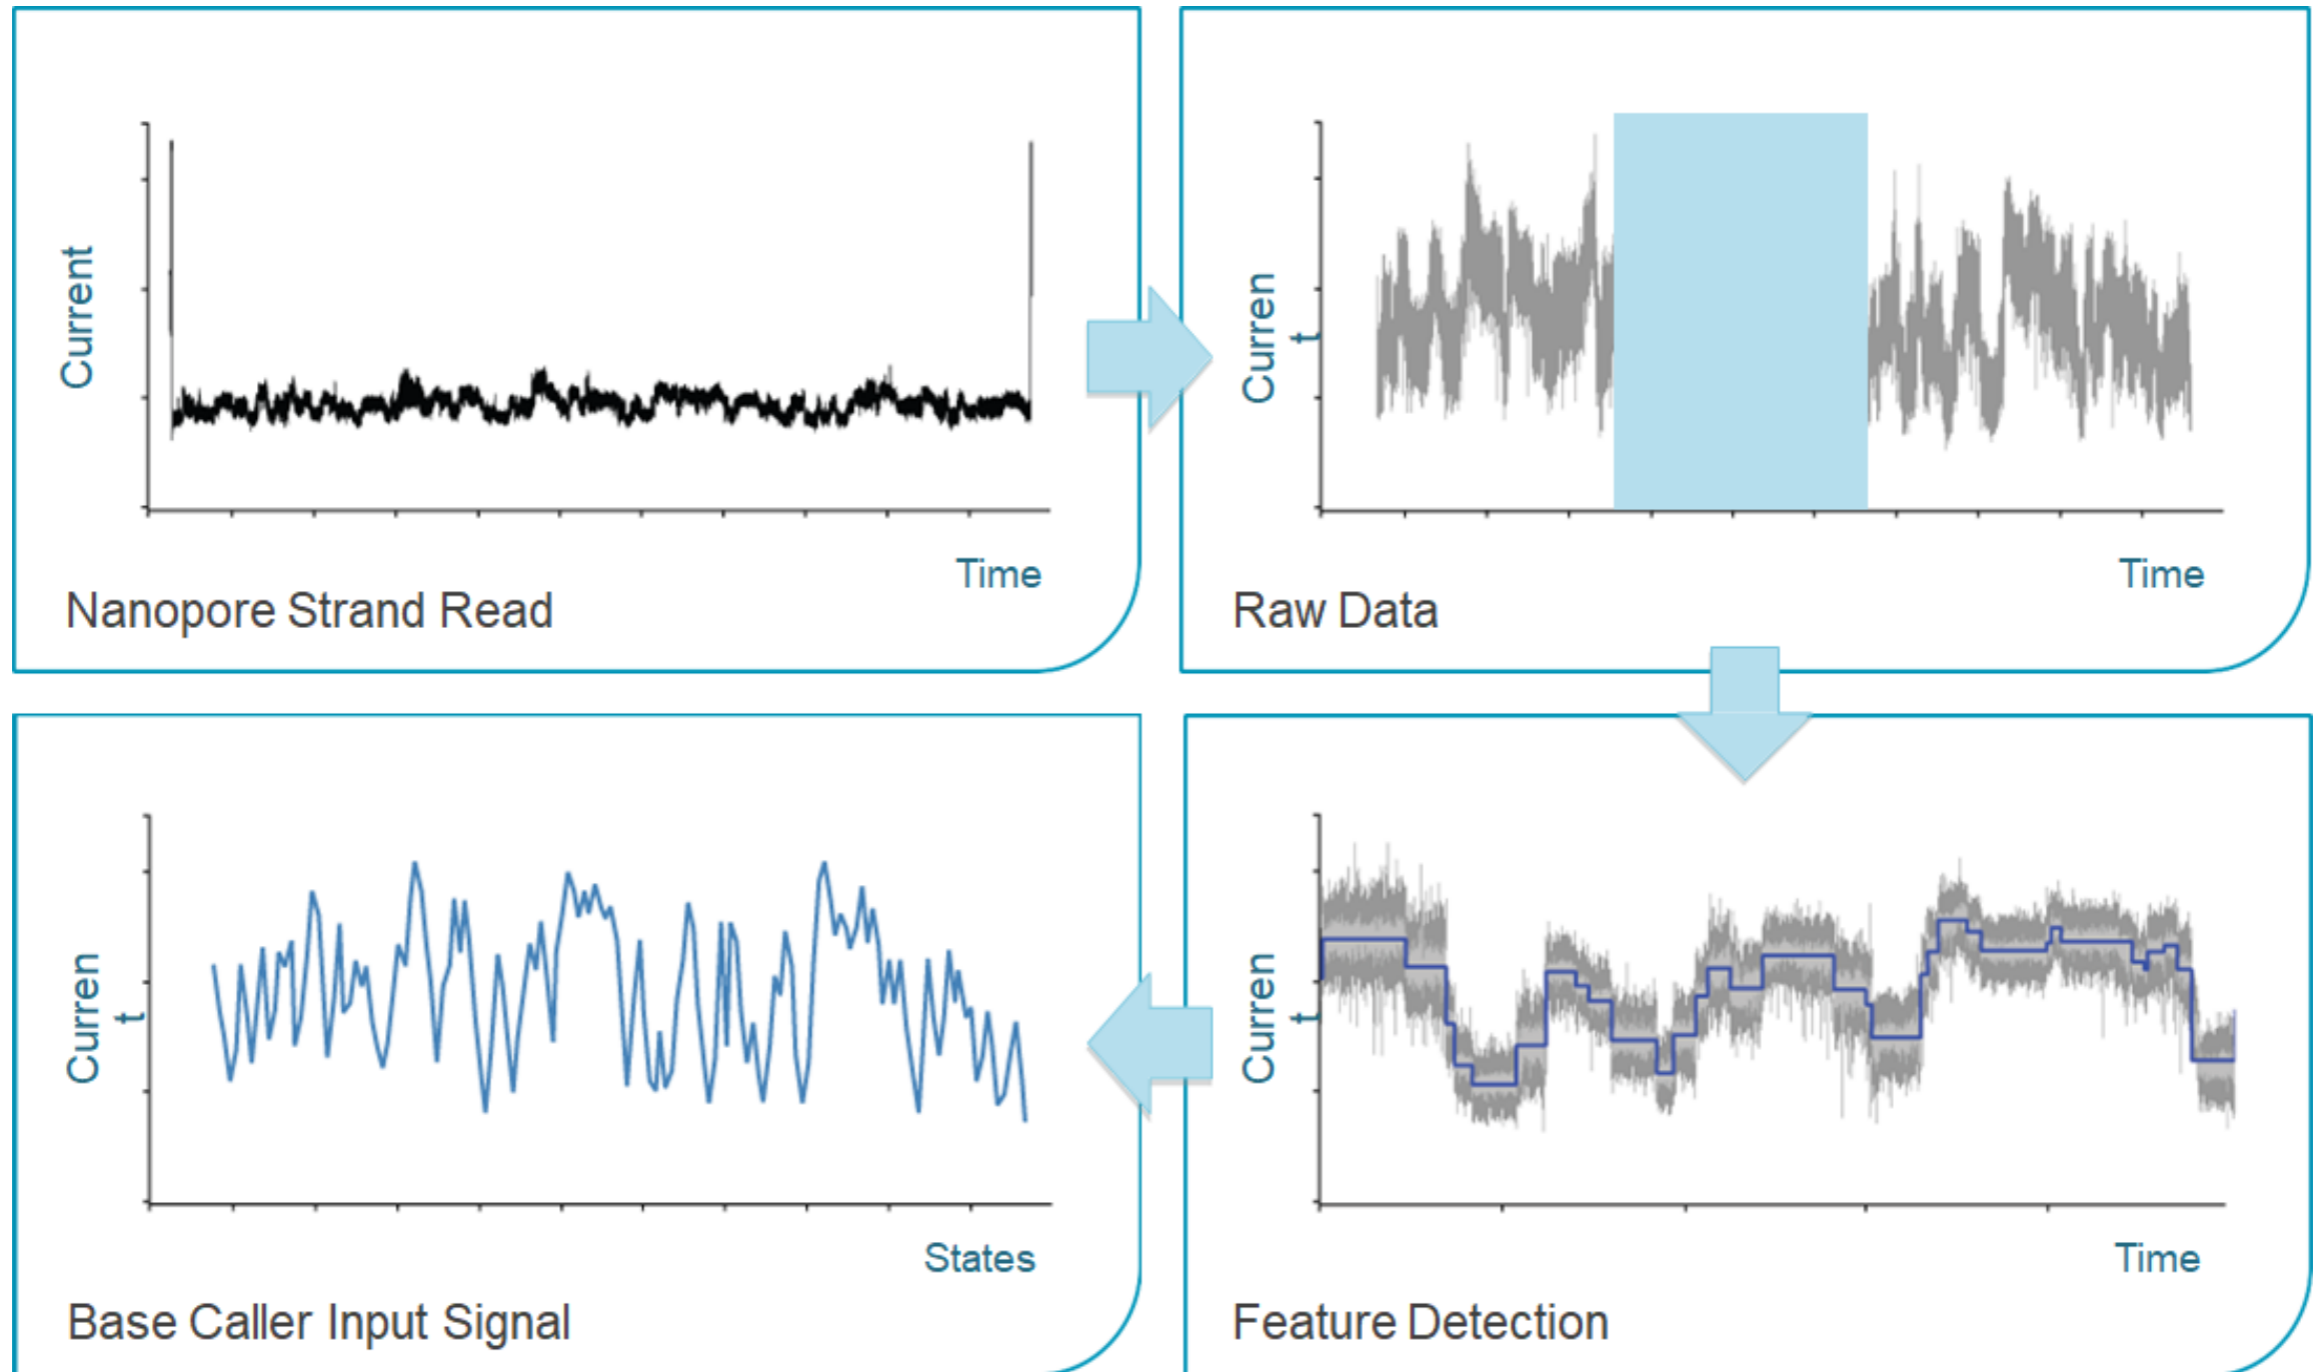 Current
Time
Nanopore Strand Read
Curren
t
Time
Raw Data
Curren
t
States
Base Caller Input Signal
Curren
t
Time
Feature Detection